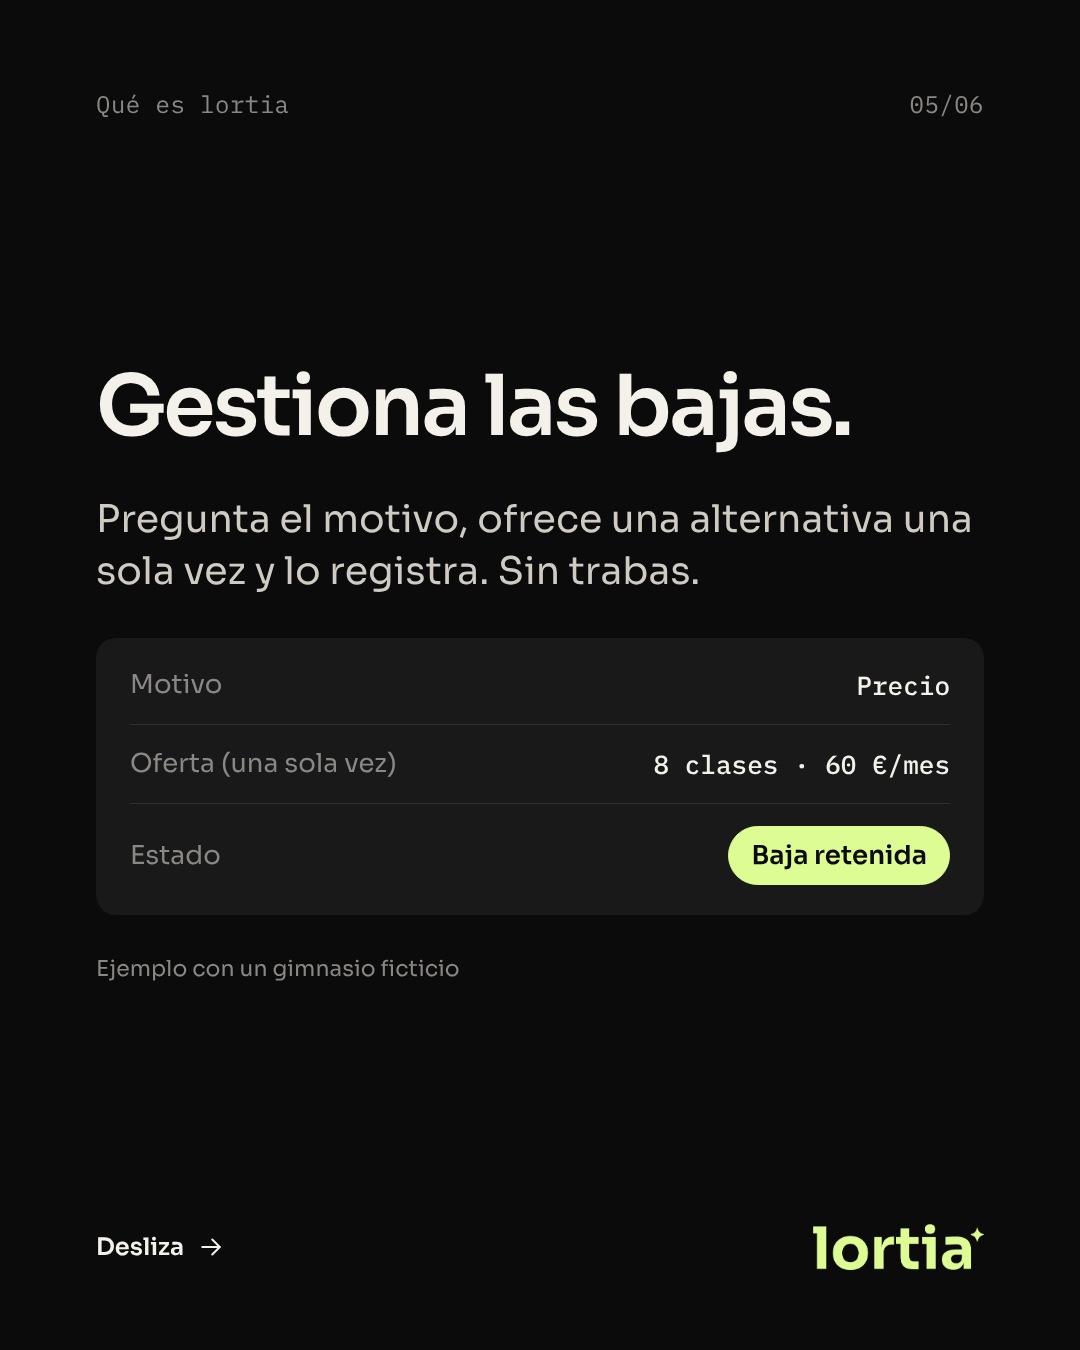 Qué es lortia
05/06
Gestiona las bajas.
Pregunta el motivo, ofrece una alternativa una
sola vez y lo registra. Sin trabas.
Motivo
Precio
Oferta (una sola vez)
8 clases · 60 €/mes
Estado
Baja retenida
Ejemplo con un gimnasio ficticio
Desliza →
lortia